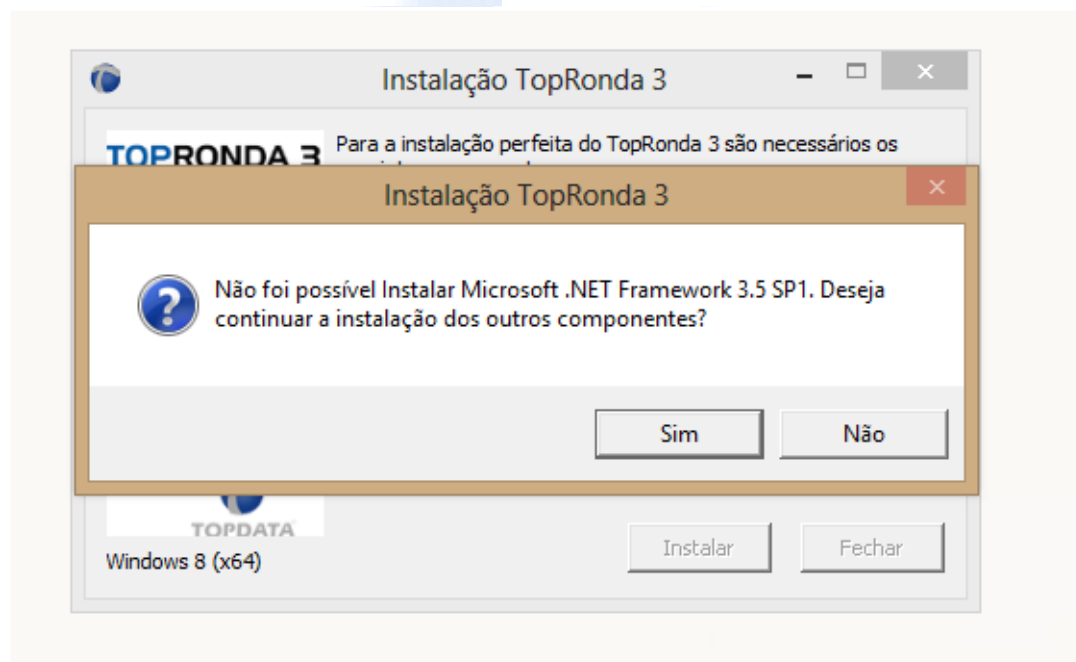 Instalação TopRonda 3
TOPRONDA 3
Para a instalação perfeita do TopRonda 3 são necessários os
Instalação TopRonda 3
Não foi possível Instalar Microsoft .NET Framework 3.5 SP1. Deseja
continuar a instalação dos outros componentes?
Sim
Não
TOPDATA
Windows 8 (x64)
Instalar
Fechar